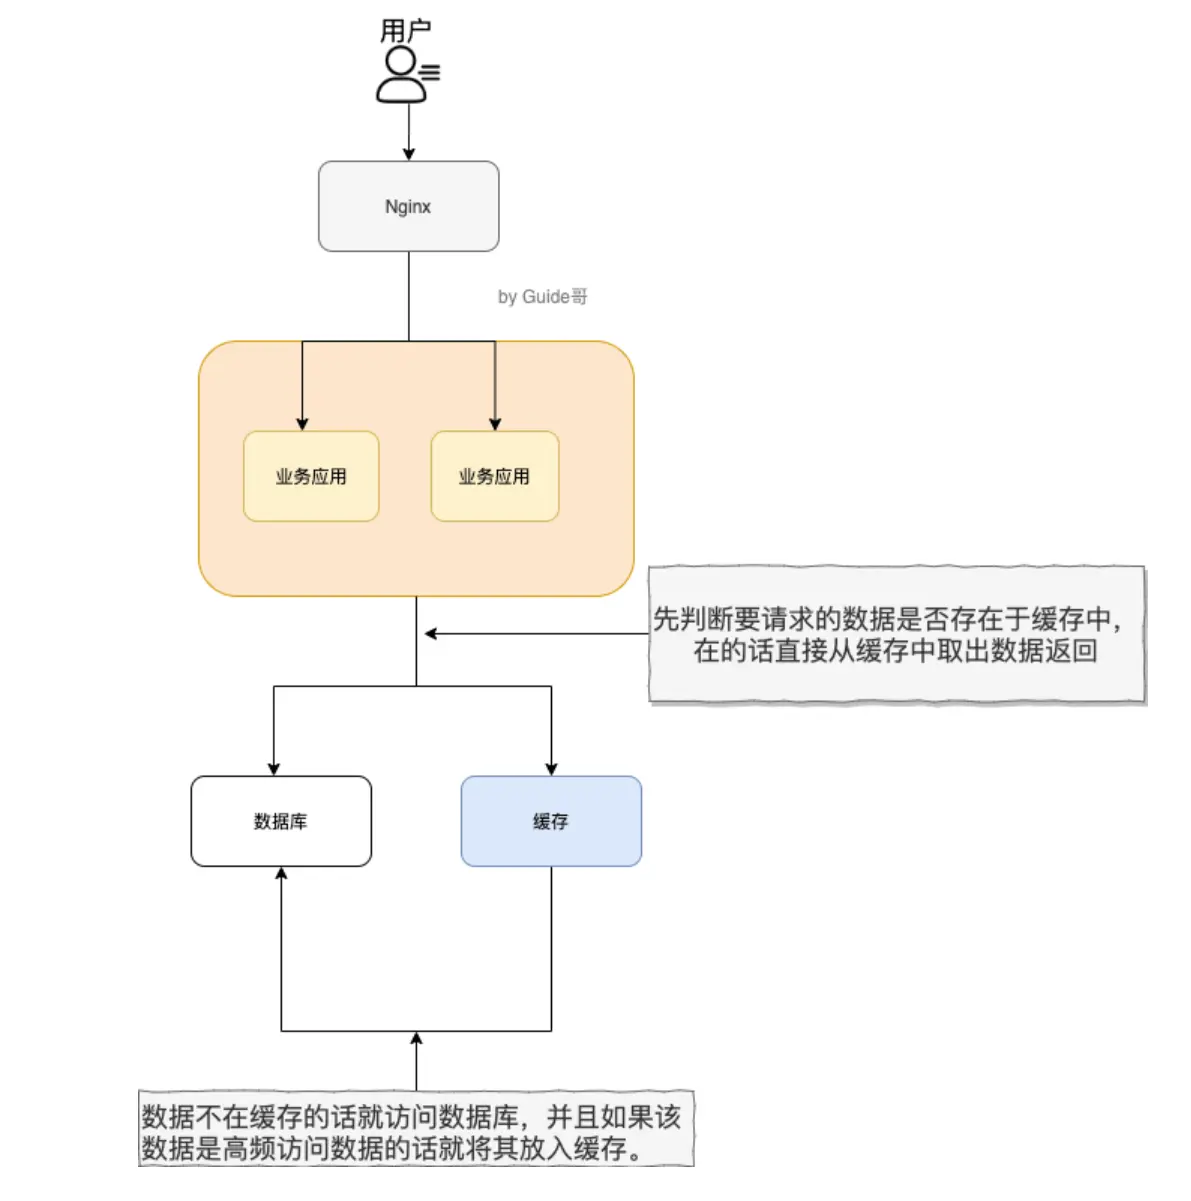 用户
Nginx
by Guide哥
业务应用
业务应用
先判断要请求的数据是否存在于缓存中，
在的话直接从缓存中取出数据返回
数据库
缓存
数据不在缓存的话就访问数据库，并且如果该
数据是高频访问数据的话就将其放入缓存。